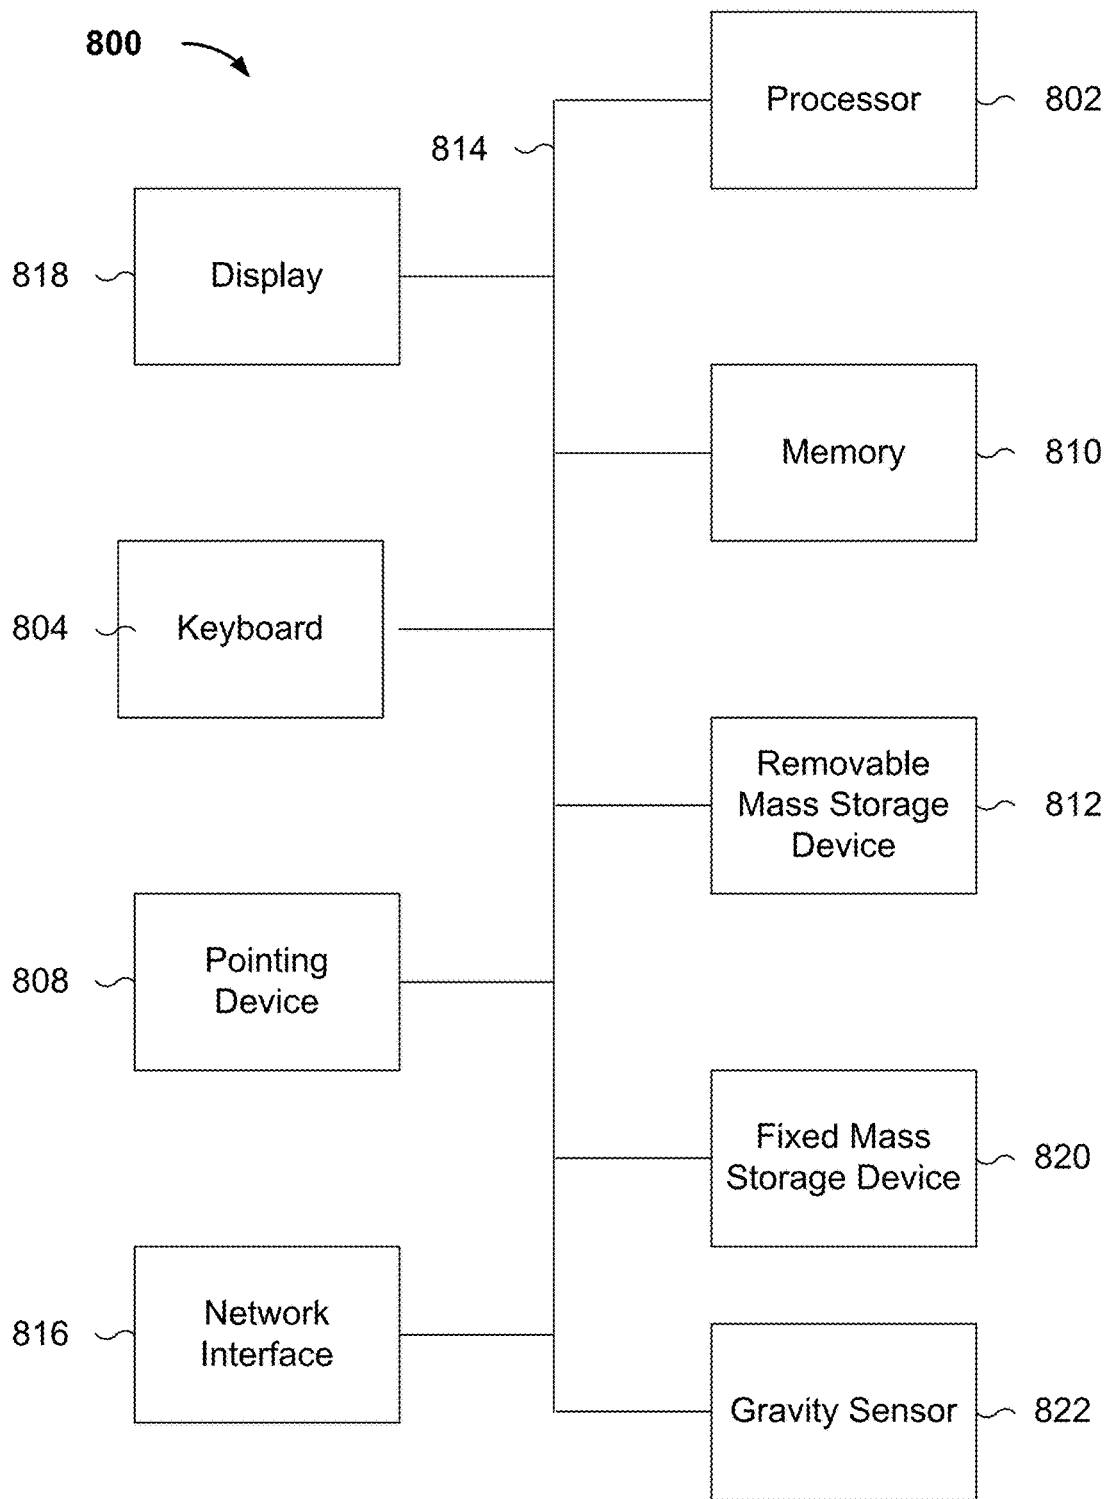 800
Processor
802
814
Display
818
Memory
810
Keyboard
804
Removable
Mass Storage
Device
812
Pointing
Device
808
Fixed Mass
Storage Device
820
Network
Interface
816
Gravity Sensor
822